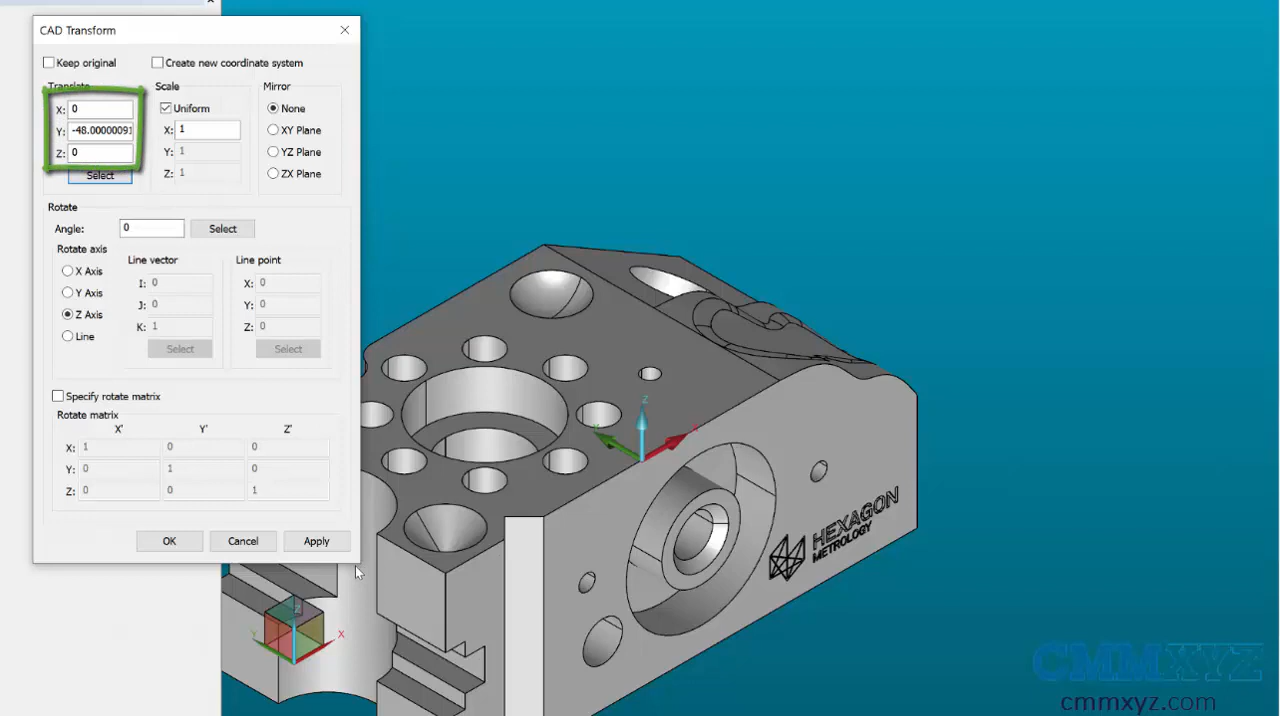 CAD Transform
Keep original
Create new coordinate system
Translate
Scale
Mirror
X: 0
Uniform
None
Y: -48.00000091
X: 1
XY Plane
Y: 1
YZ Plane
Z: 0
Select
Z: 1
ZX Plane
Rotate
Angle: 0
Select
Rotate axis
Line vector
Line point
X Axis
I: 0
X: 0
Y Axis
J: 0
Y: 0
Z Axis
K: 1
Z: 0
Line
Select
Select
Specify rotate matrix
Rotate matrix
X' Y' Z'
X: 1 0 0
Y: 0 1 0
Z: 0 0 1
OK
Cancel
Apply
Z
Y
X
HEXAGON
METROLOGY
Z
Y
X
CMMXYZ
cmmxyz.com